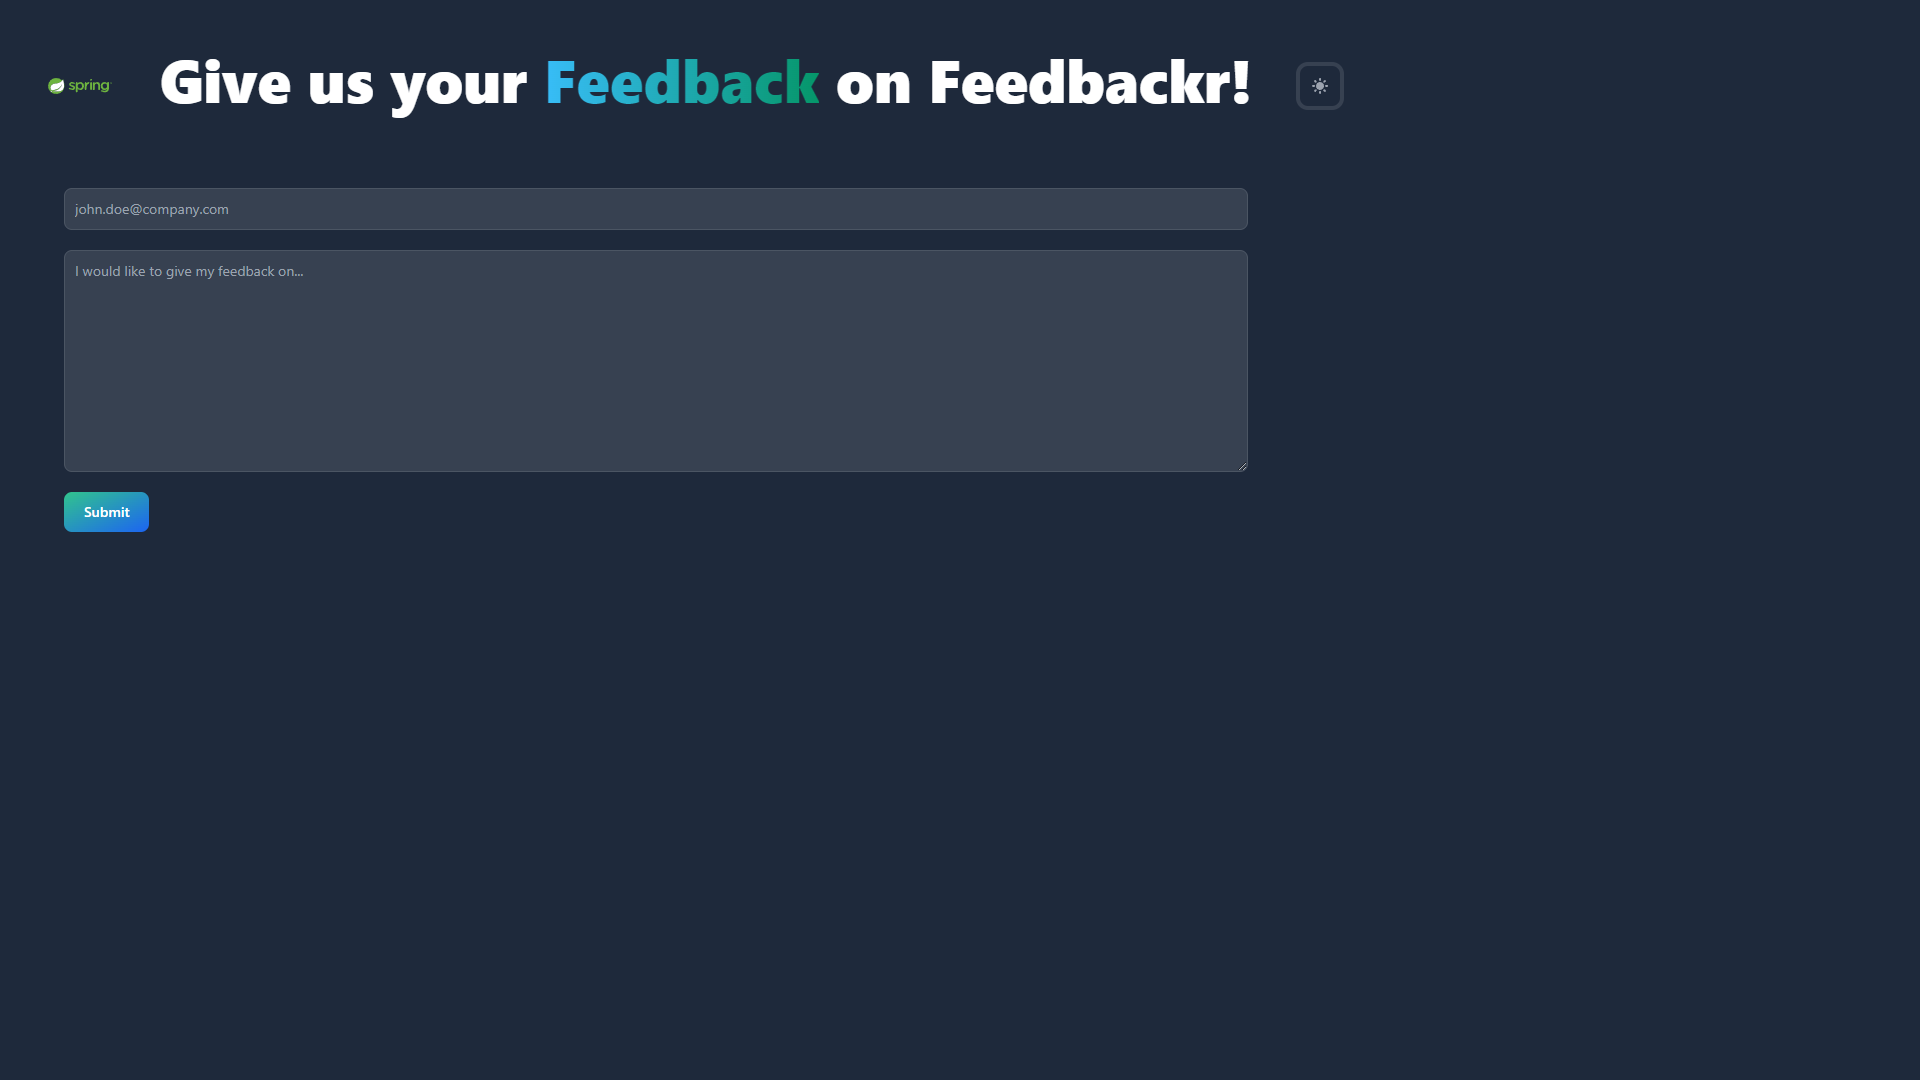 spring
Give us your Feedback on Feedbackr!
john.doe@company.com
I would like to give my feedback on...
Submit